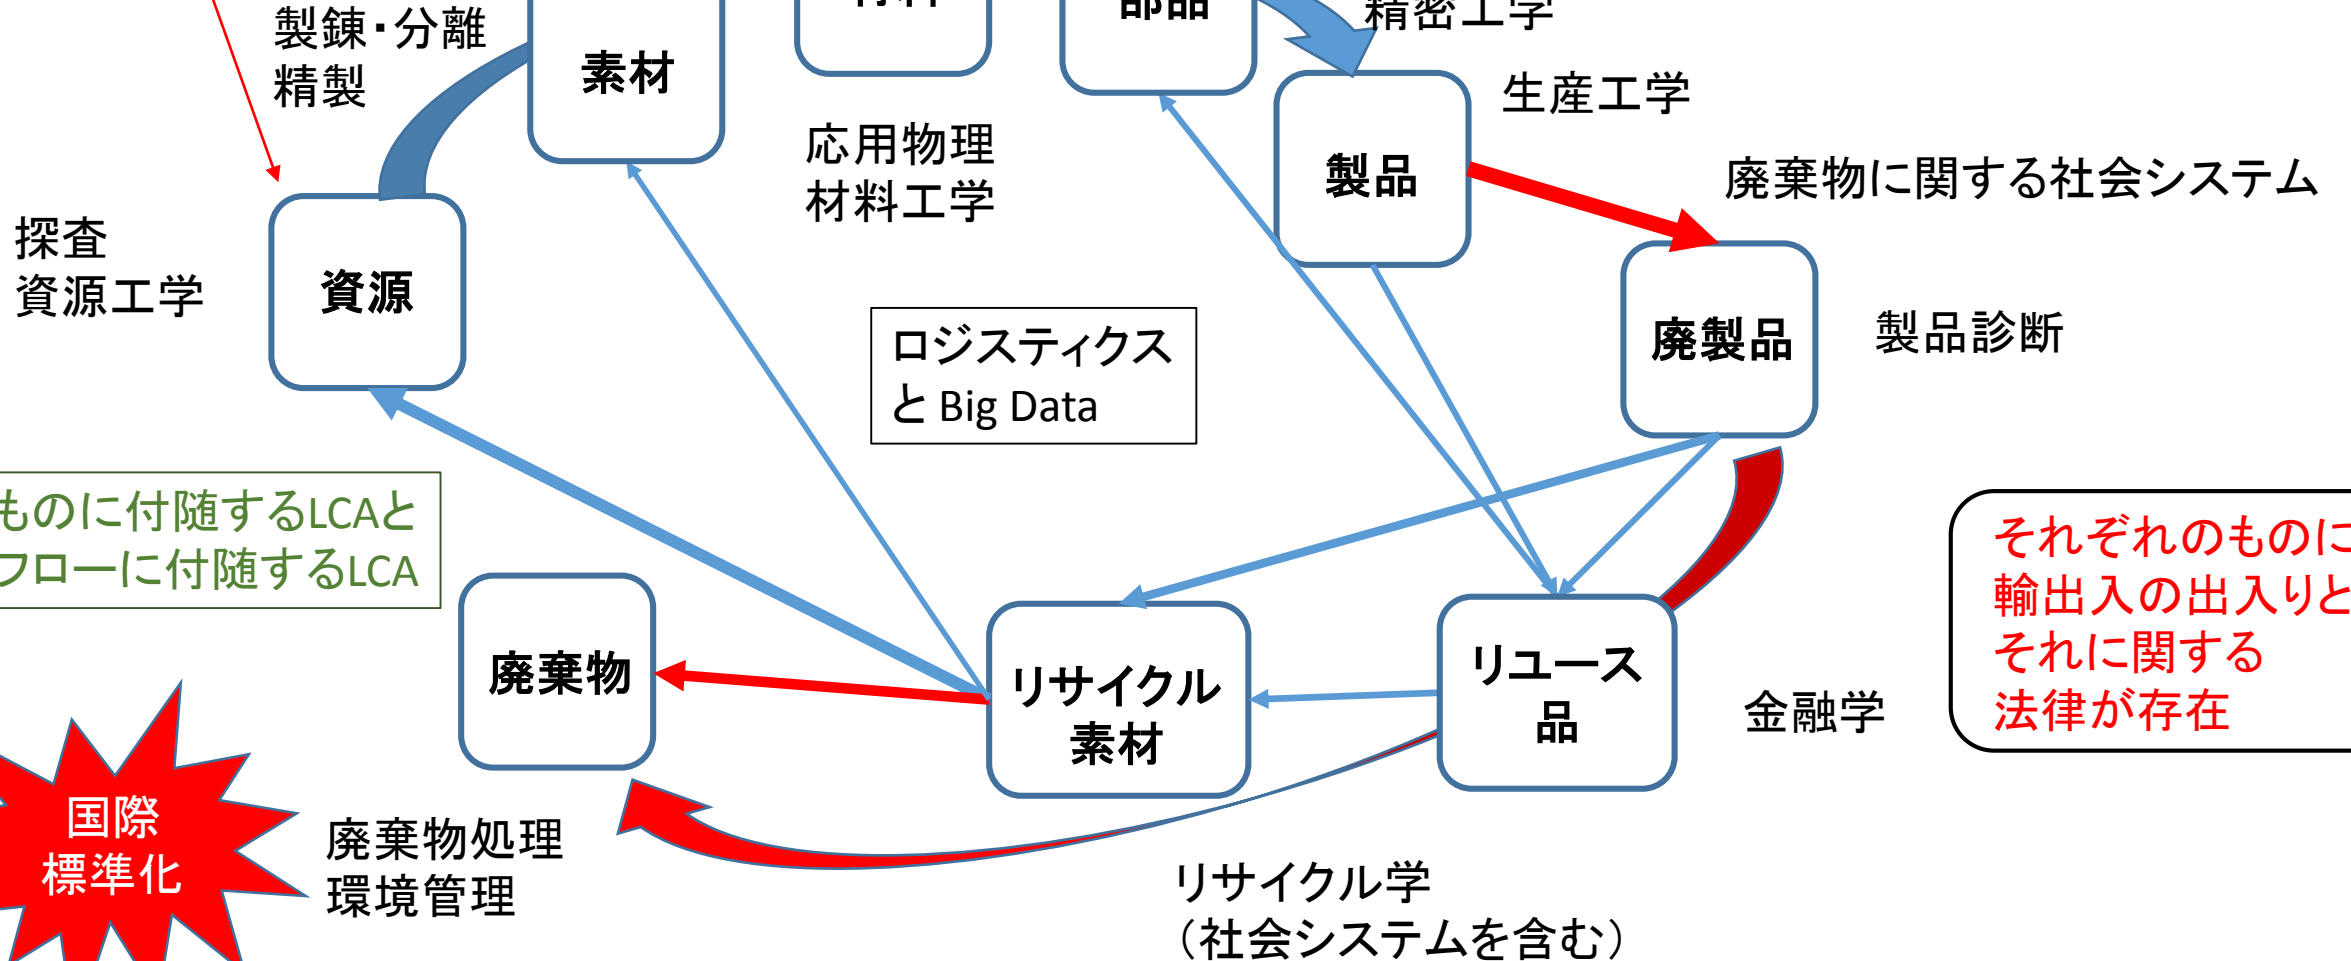 製錬・分離
精製
素材
部品
精密工学
生産工学
応用物理
材料工学
製品
廃棄物に関する社会システム
探査
資源工学
資源
廃製品
製品診断
ロジスティクス
と Big Data
ものに付随するLCAと
フローに付随するLCA
それぞれのものに
輸出入の出入りと
それに関する
法律が存在
廃棄物
リサイクル
素材
リユース
品
金融学
国際
標準化
廃棄物処理
環境管理
リサイクル学
（社会システムを含む）